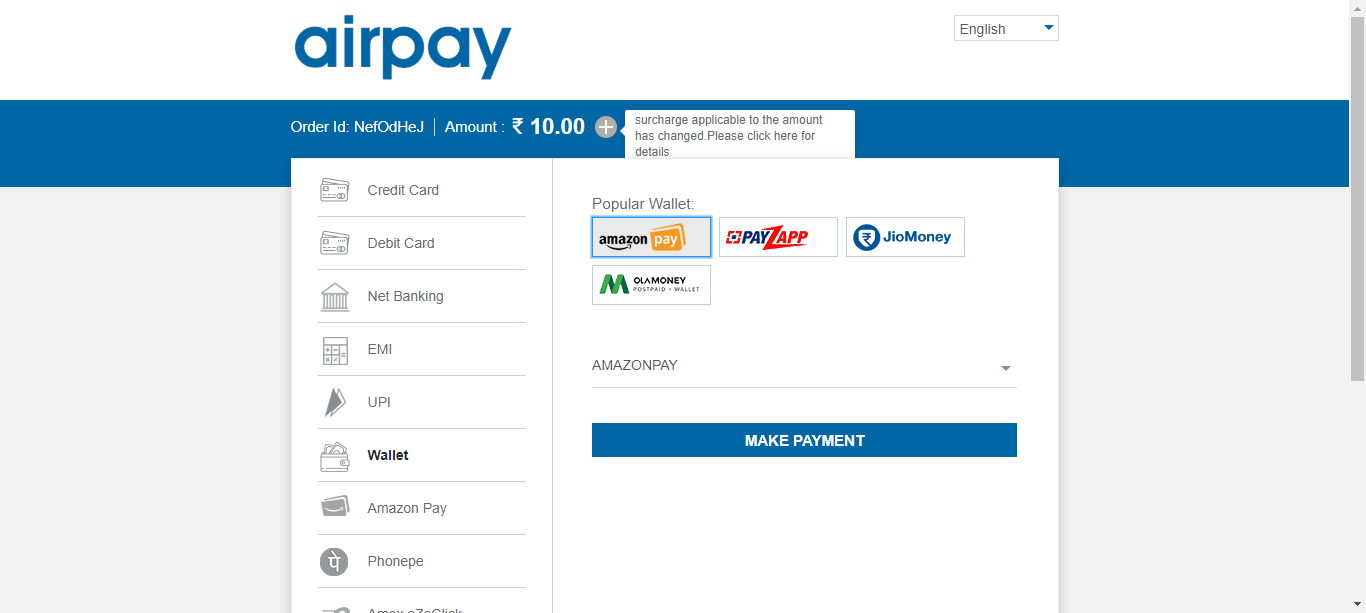 airpay
English
Order Id: NefOdHeJ | Amount : ₹ 10.00
surcharge applicable to the amount
has changed.Please click here for
details
Credit Card
Debit Card
Net Banking
EMI
UPI
Wallet
Amazon Pay
Phonepe
Amex eZeClick
Popular Wallet:
amazon pay
PAYZAPP
JioMoney
OLAMONEY
POSTPAID + WALLET
AMAZONPAY
MAKE PAYMENT